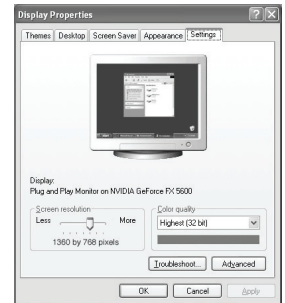 Display Properties
Themes Desktop Screen Saver Appearance Settings
Display:
Plug and Play Monitor on NVIDIA GeForce FX 5600
Screen resolution
Less More
1360 by 768 pixels
Color quality
Highest (32 bit)
Troubleshoot... Advanced
OK Cancel Apply